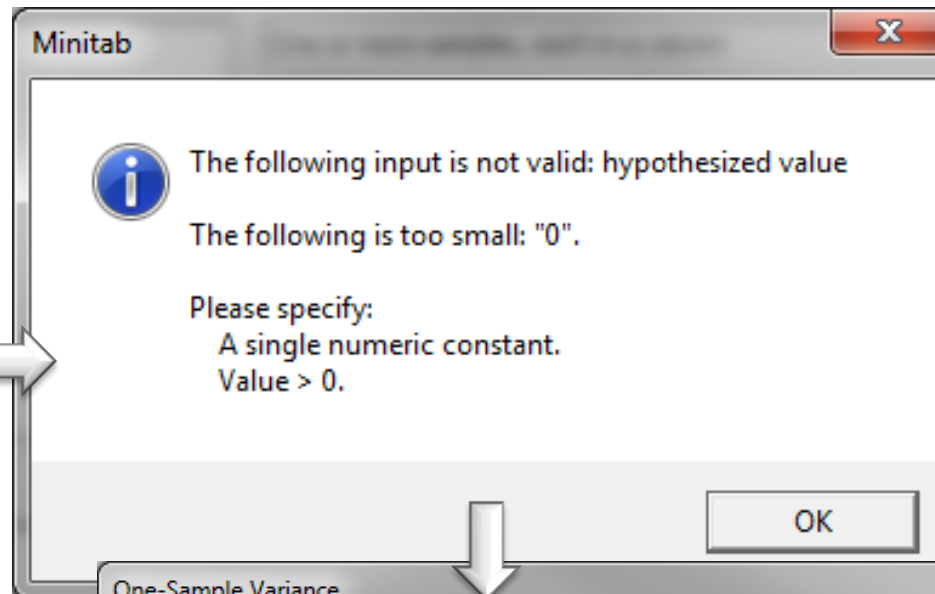 Minitab
The following input is not valid: hypothesized value
The following is too small: "0".
Please specify:
A single numeric constant.
Value > 0.
OK
One-Sample Variance